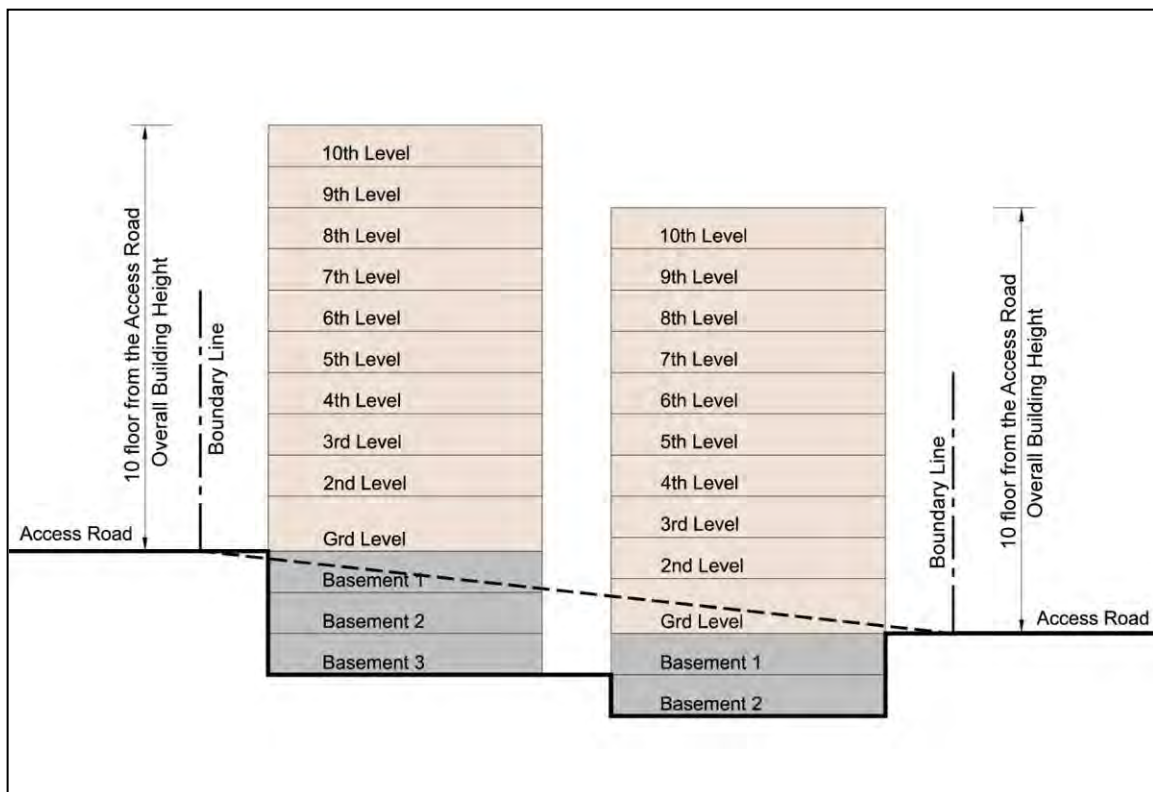 10 floor from the Access Road
Overall Building Height
Boundary Line
Access Road
10th Level
9th Level
8th Level
7th Level
6th Level
5th Level
4th Level
3rd Level
2nd Level
Grd Level
Basement 1
Basement 2
Basement 3
10th Level
9th Level
8th Level
7th Level
6th Level
5th Level
4th Level
3rd Level
2nd Level
Grd Level
Basement 1
Basement 2
Boundary Line
10 floor from the Access Road
Overall Building Height
Access Road